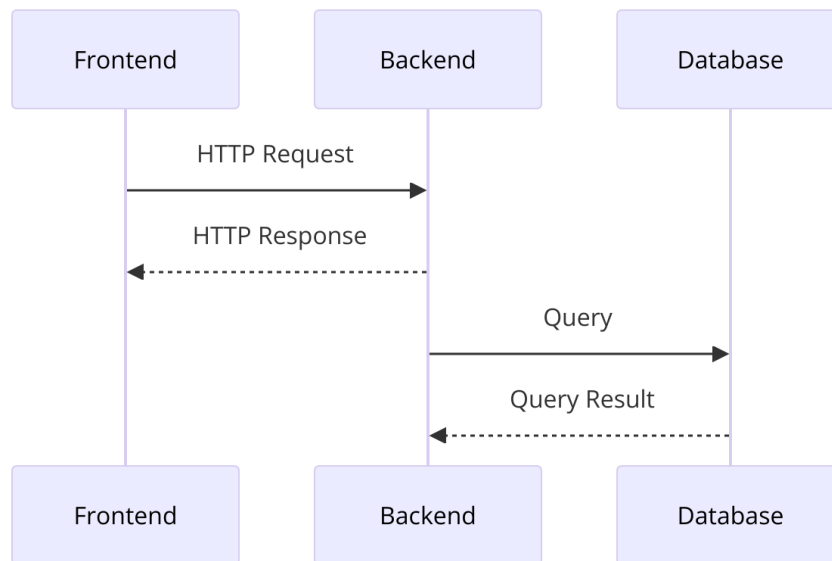 Frontend
Backend
Database
HTTP Request
HTTP Response
Query
Query Result
Frontend
Backend
Database